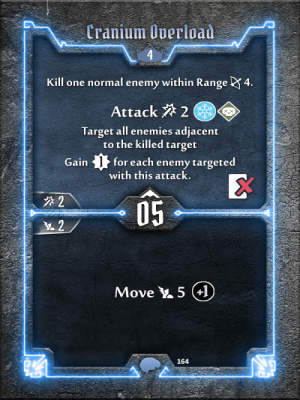 Cranium Overload
4
Kill one normal enemy within Range 4.
Attack 2
Target all enemies adjacent
to the killed target
Gain 1 for each enemy targeted
with this attack.
2
05
2
Move 5 +1
164